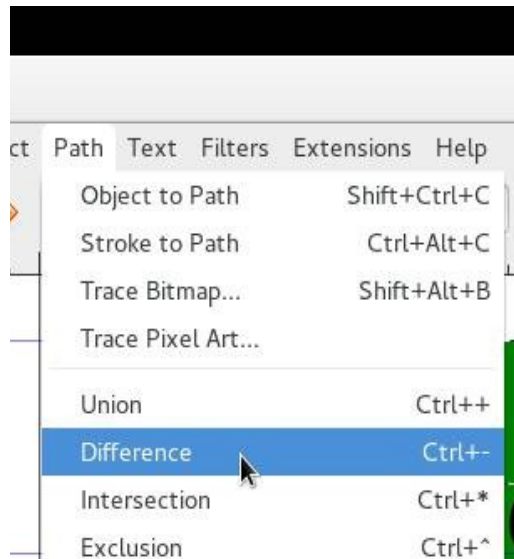 ct Path Text Filters Extensions Help
Object to Path Shift+Ctrl+C
Stroke to Path Ctrl+Alt+C
Trace Bitmap... Shift+Alt+B
Trace Pixel Art...
Union Ctrl++
Difference Ctrl+-
Intersection Ctrl+*
Exclusion Ctrl+^